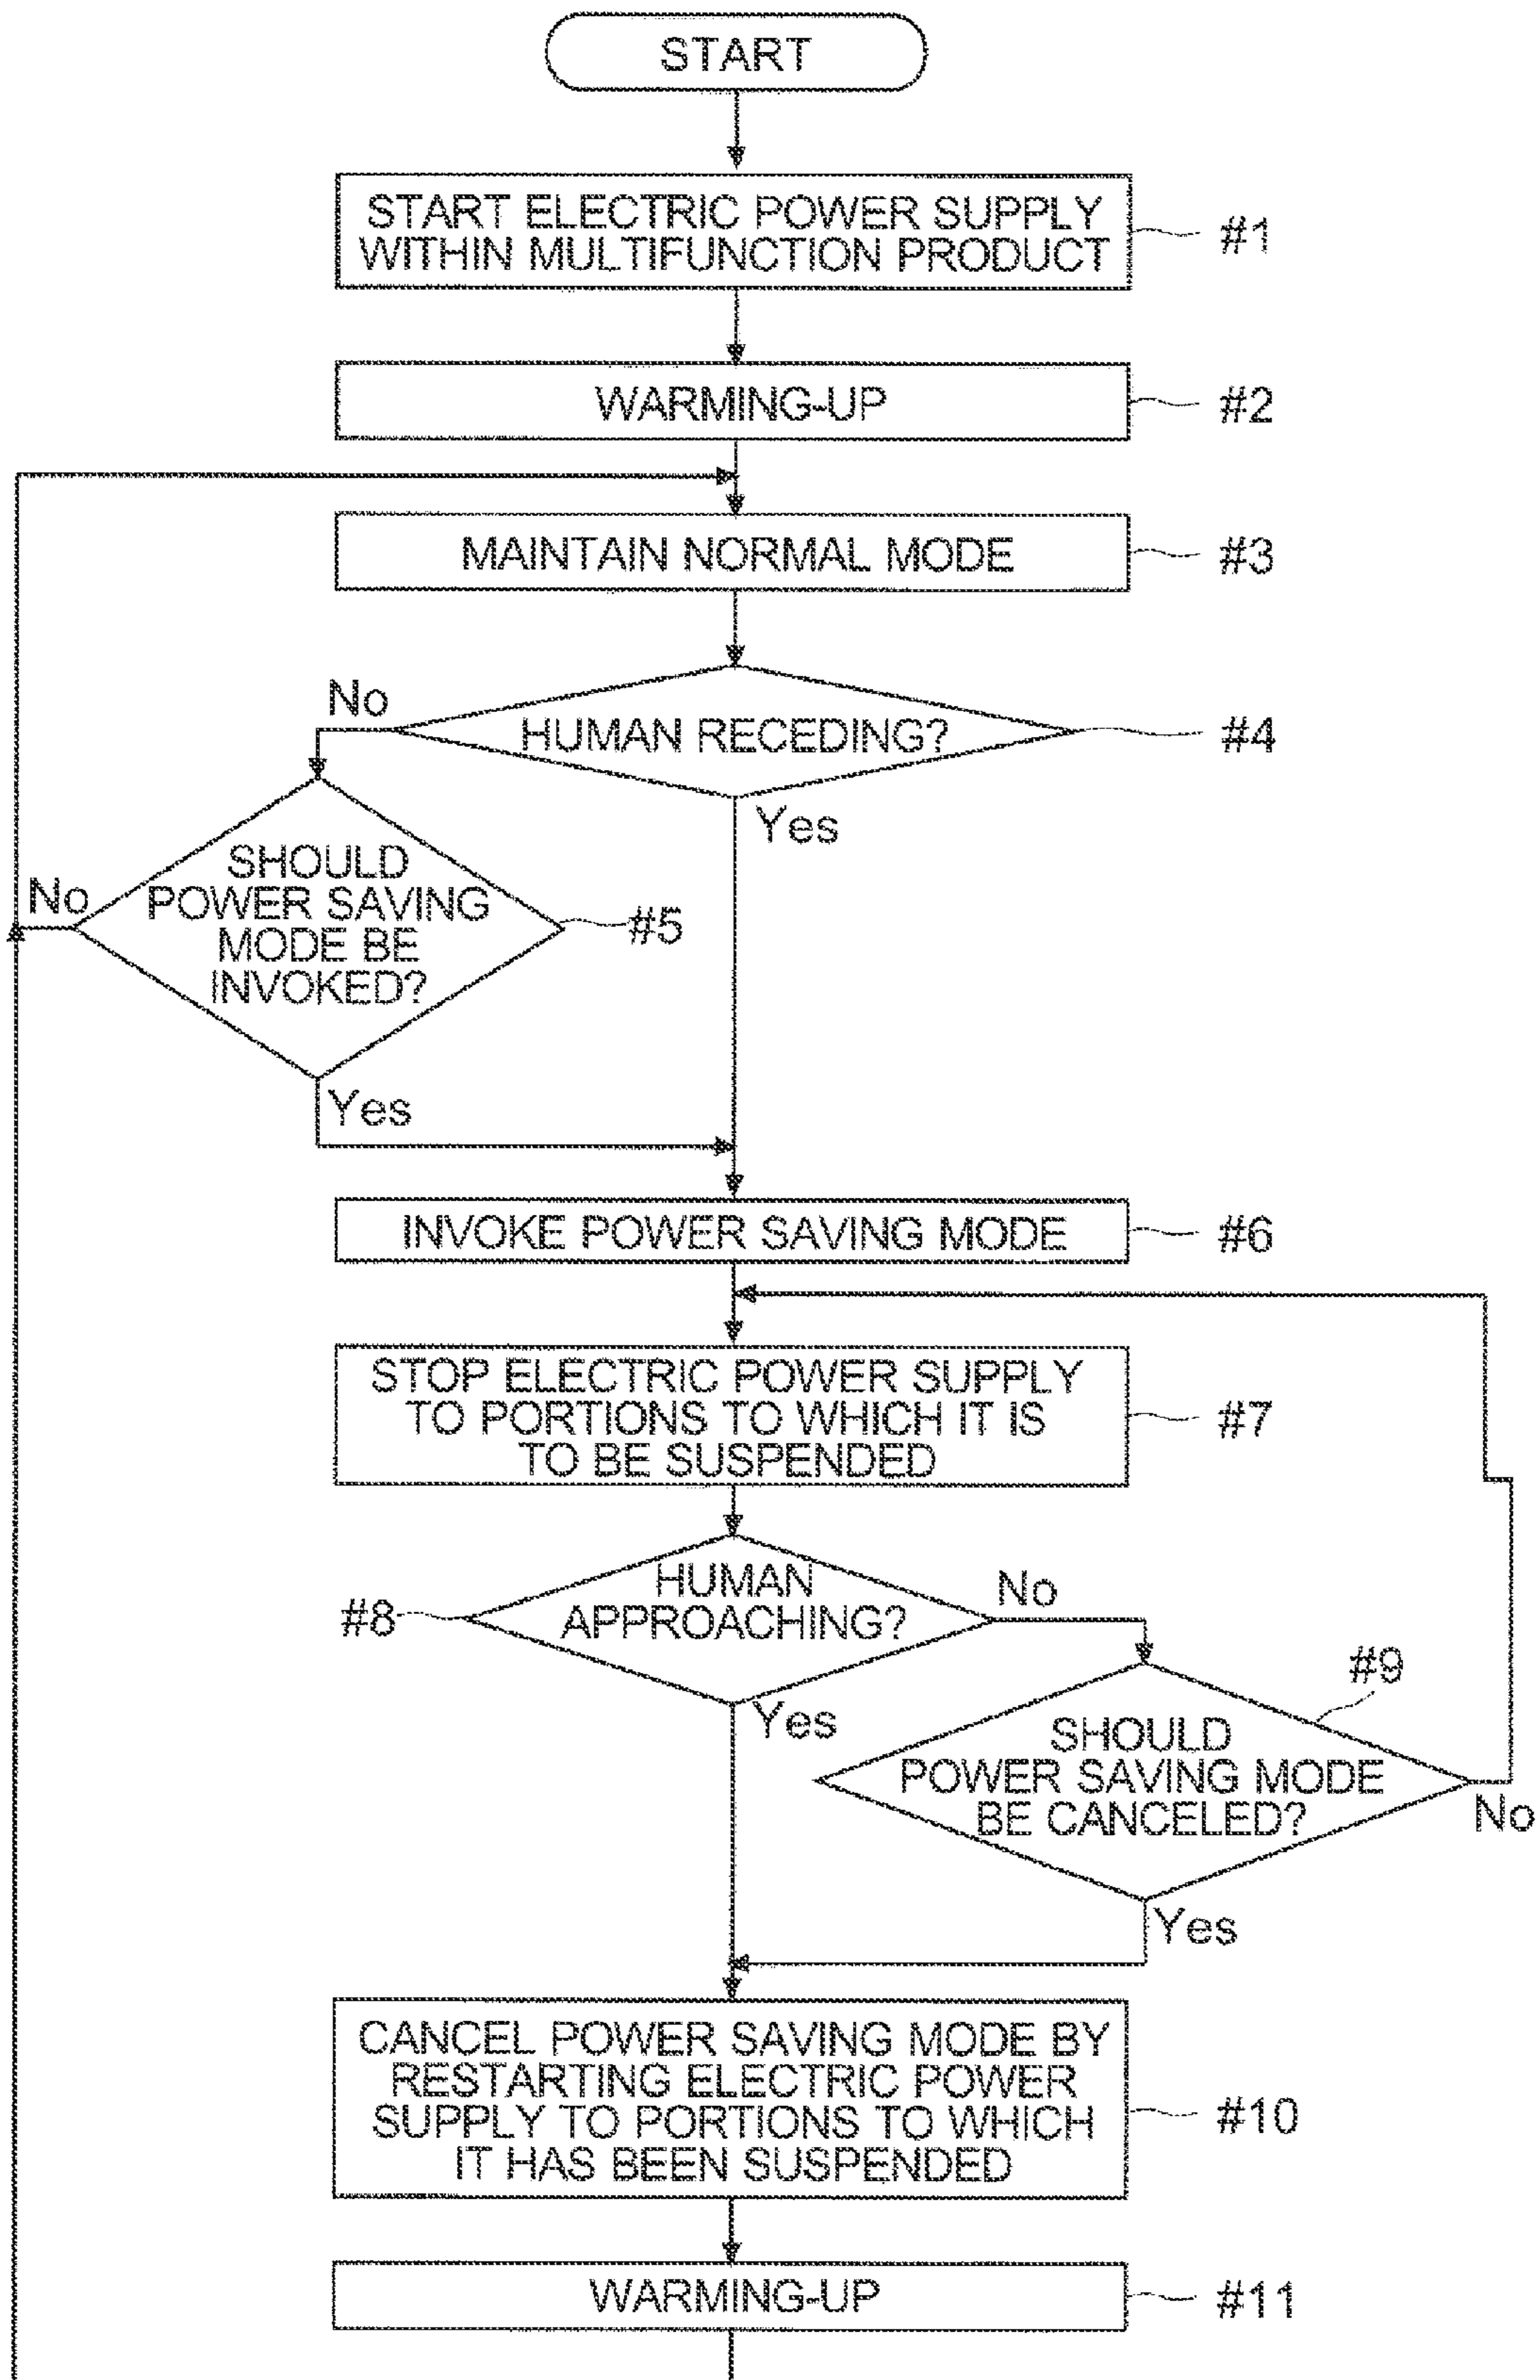 START
START ELECTRIC POWER SUPPLY
WITHIN MULTIFUNCTION PRODUCT
#1
WARMING-UP
#2
MAINTAIN NORMAL MODE
#3
No
HUMAN RECEDING?
#4
Yes
SHOULD
POWER SAVING
MODE BE
INVOKED?
No
#5
Yes
INVOKE POWER SAVING MODE
#6
STOP ELECTRIC POWER SUPPLY
TO PORTIONS TO WHICH IT IS
TO BE SUSPENDED
#7
HUMAN
APPROACHING?
#8
No
Yes
#9
SHOULD
POWER SAVING MODE
BE CANCELED?
No
Yes
CANCEL POWER SAVING MODE BY
RESTARTING ELECTRIC POWER
SUPPLY TO PORTIONS TO WHICH
IT HAS BEEN SUSPENDED
#10
WARMING-UP
#11